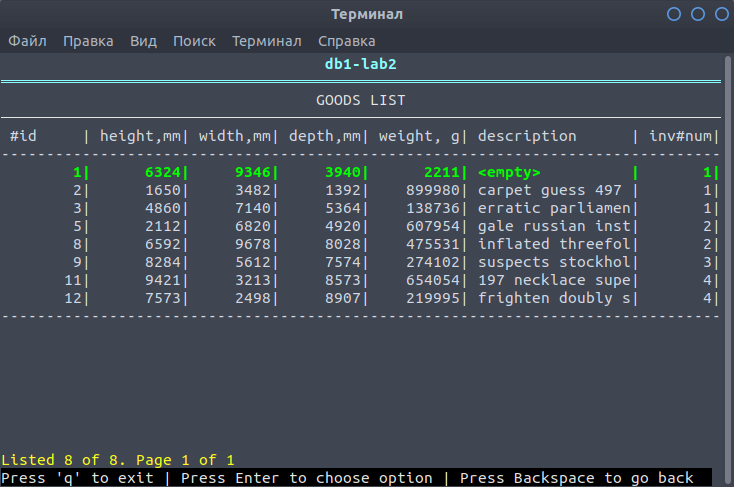 Терминал
Файл Правка Вид Поиск Терминал Справка
db1-lab2
GOODS LIST
#id | height,mm| width,mm| depth,mm| weight, g| description | inv#num|
--------------------------------------------------------------------------------
1| 6324| 9346| 3940| 2211| <empty> | 1|
2| 1650| 3482| 1392| 899980| carpet guess 497 | 1|
3| 4860| 7140| 5364| 138736| erratic parliamen| 1|
5| 2112| 6820| 4920| 607954| gale russian inst| 2|
8| 6592| 9678| 8028| 475531| inflated threefol| 2|
9| 8284| 5612| 7574| 274102| suspects stockhol| 3|
11| 9421| 3213| 8573| 654054| 197 necklace supe| 4|
12| 7573| 2498| 8907| 219995| frighten doubly s| 4|
--------------------------------------------------------------------------------
Listed 8 of 8. Page 1 of 1
Press 'q' to exit | Press Enter to choose option | Press Backspace to go back